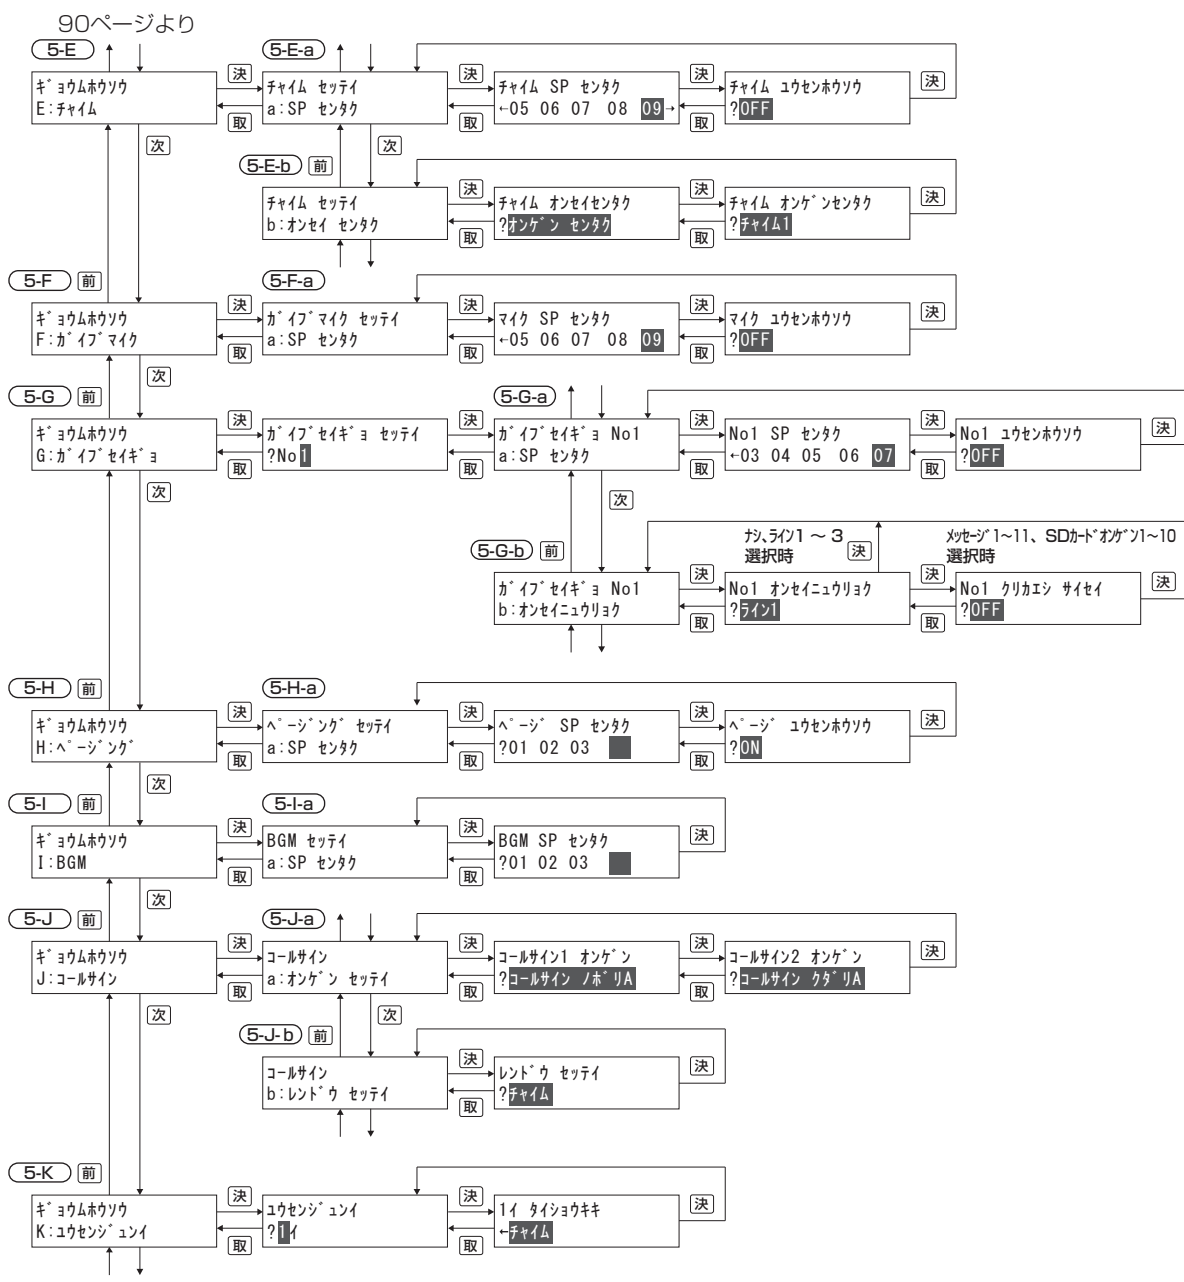 90ページより
5-E
5-E-a
ギョウムホウソウ
E:チャイム
決
取
チャイム セッテイ
a:SP センタク
決
取
チャイム SP センタク
←05 06 07 08 09→
決
取
チャイム ユウセンホウソウ
?OFF
決
次
次
5-E-b 前
チャイム セッテイ
b:オンセイ センタク
決
取
チャイム オンセイセンタク
?オンゲン センタク
決
取
チャイム オンゲンセンタク
?チャイム1
決
5-F 前
5-F-a
ギョウムホウソウ
F:ガイブマイク
決
取
ガイブマイク セッテイ
a:SP センタク
決
取
マイク SP センタク
←05 06 07 08 09
決
取
マイク ユウセンホウソウ
?OFF
決
次
5-G 前
5-G-a
ギョウムホウソウ
G:ガイブセイギョ
決
取
ガイブセイギョ セッテイ
?No1
決
取
ガイブセイギョ No1
a:SP センタク
決
取
No1 SP センタク
←03 04 05 06 07
決
取
No1 ユウセンホウソウ
?OFF
決
次
次
5-G-b 前
ナシ、ライン1 ～ 3
選択時
決
メッセージ1~11、SDカードオンゲン1~10
選択時
ガイブセイギョ No1
b:オンセイニュウリョク
決
取
No1 オンセイニュウリョク
?ライン1
決
取
No1 クリカエシ サイセイ
?OFF
決
5-H 前
5-H-a
ギョウムホウソウ
H:ページング
決
取
ページング セッテイ
a:SP センタク
決
取
ページ SP センタク
?01 02 03
決
取
ページ ユウセンホウソウ
?ON
決
次
5-I 前
5-I-a
ギョウムホウソウ
I:BGM
決
取
BGM セッテイ
a:SP センタク
決
取
BGM SP センタク
?01 02 03
決
次
5-J 前
5-J-a
ギョウムホウソウ
J:コールサイン
決
取
コールサイン
a:オンゲン セッテイ
決
取
コールサイン1 オンゲン
?コールサイン ノボリA
決
取
コールサイン2 オンゲン
?コールサイン クダリA
決
次
次
5-J-b 前
コールサイン
b:レンドウ セッテイ
決
取
レンドウ セッテイ
?チャイム
決
5-K 前
ギョウムホウソウ
K:ユウセンジュンイ
決
取
ユウセンジュンイ
?1イ
決
取
1イ タイショウキキ
←チャイム
決